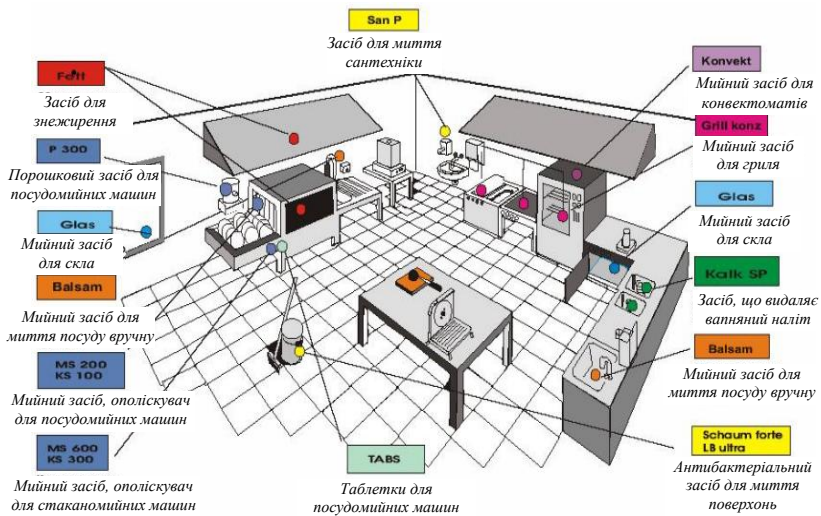 San P
Засіб для миття
сантехніки
Fett
Засіб для
знежирення
P 300
Порошковий засіб для
посудомийних машин
Glas
Мийний засіб
для скла
Balsam
Мийний засіб для
миття посуду вручну
MS 200
KS 100
Мийний засіб, ополіскувач
для посудомийних машин
MS 600
KS 300
Мийний засіб, ополіскувач
для стаканомийних машин
TABS
Таблетки для
посудомийних машин
Konvekt
Мийний засіб для
конвектоматів
Grill konz
Мийний засіб
для гриля
Glas
Мийний засіб
для скла
Kalk SP
Засіб, що видаляє
вапняний наліт
Balsam
Мийний засіб для
миття посуду вручну
Schaum forte
LB ultra
Антибактеріальний
засіб для миття
поверхонь